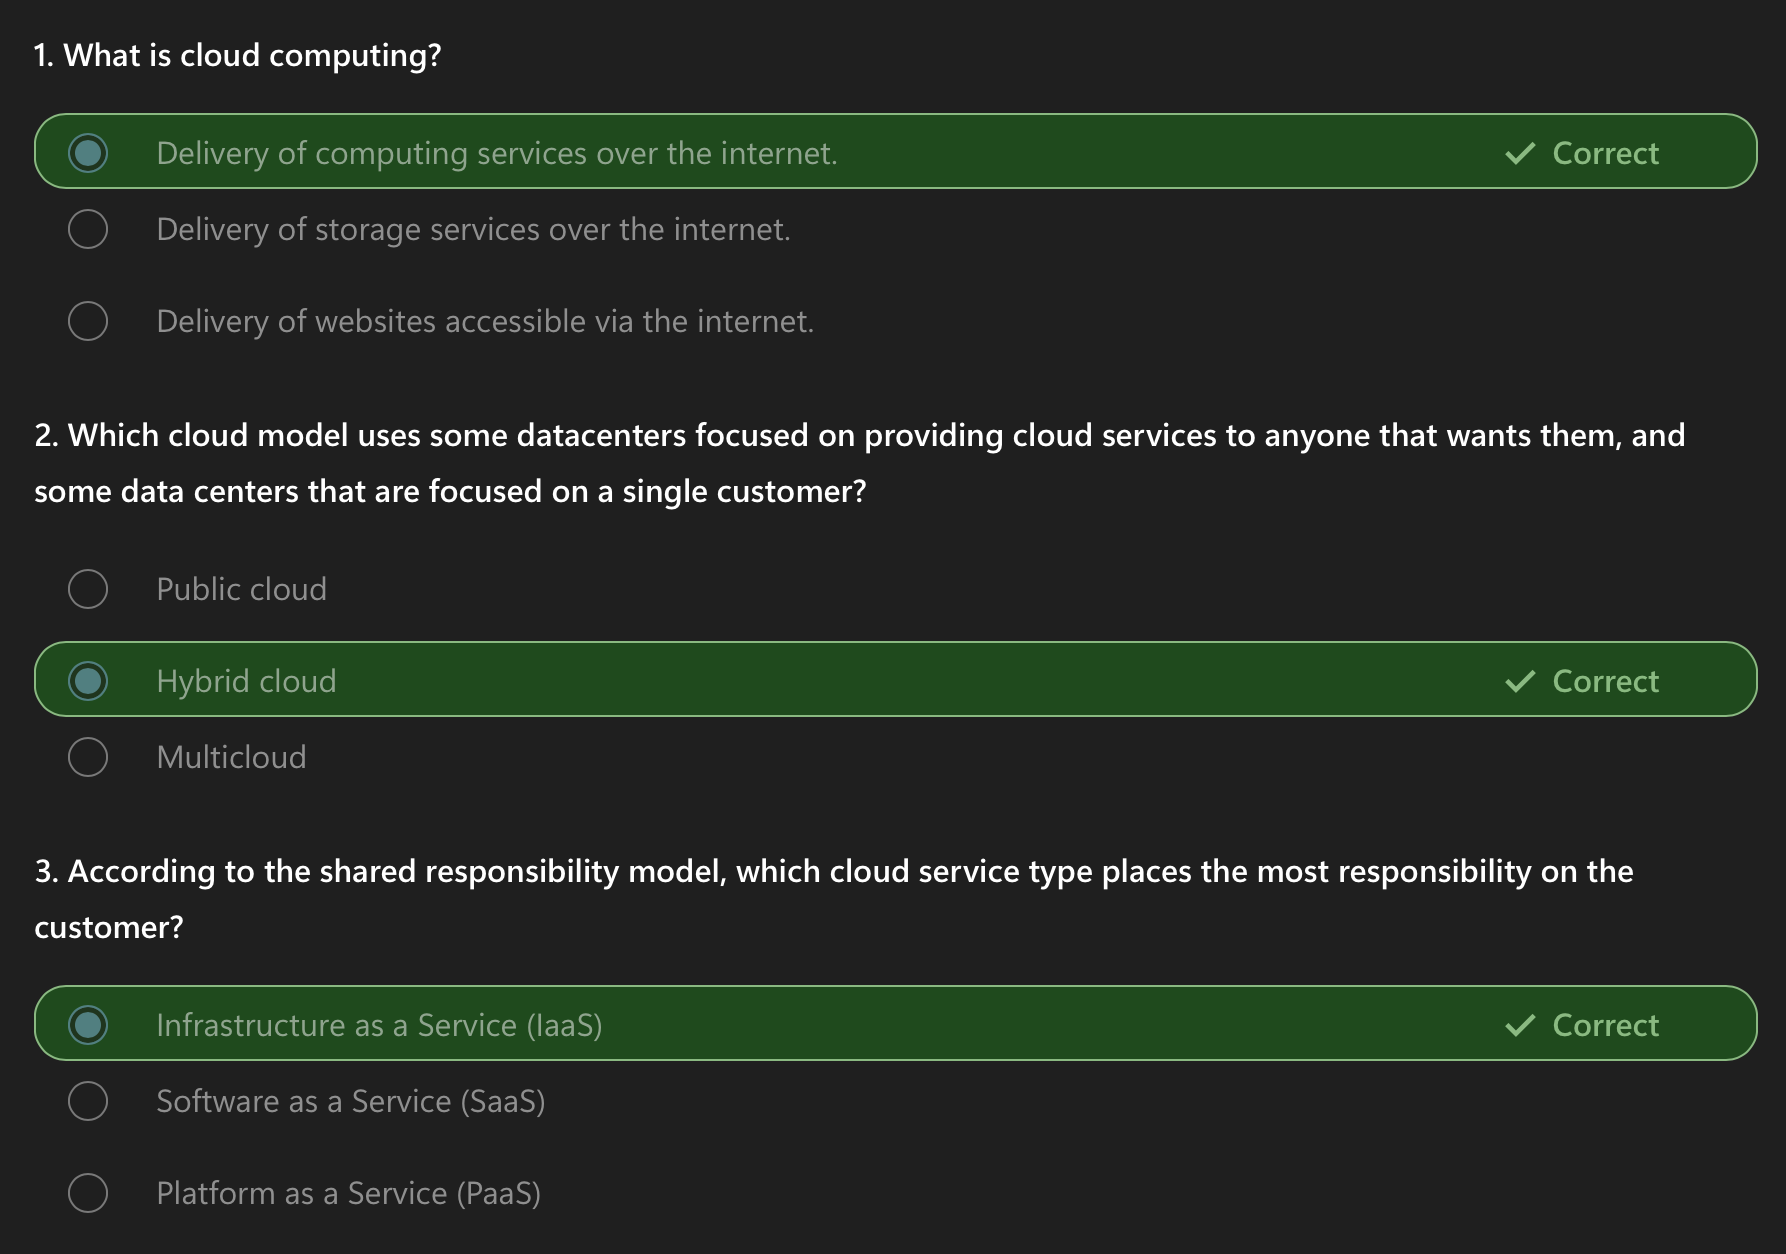 1. What is cloud computing?
Delivery of computing services over the internet.
Correct
Delivery of storage services over the internet.
Delivery of websites accessible via the internet.
2. Which cloud model uses some datacenters focused on providing cloud services to anyone that wants them, and
some data centers that are focused on a single customer?
Public cloud
Hybrid cloud
Correct
Multicloud
3. According to the shared responsibility model, which cloud service type places the most responsibility on the
customer?
Infrastructure as a Service (IaaS)
Correct
Software as a Service (SaaS)
Platform as a Service (PaaS)